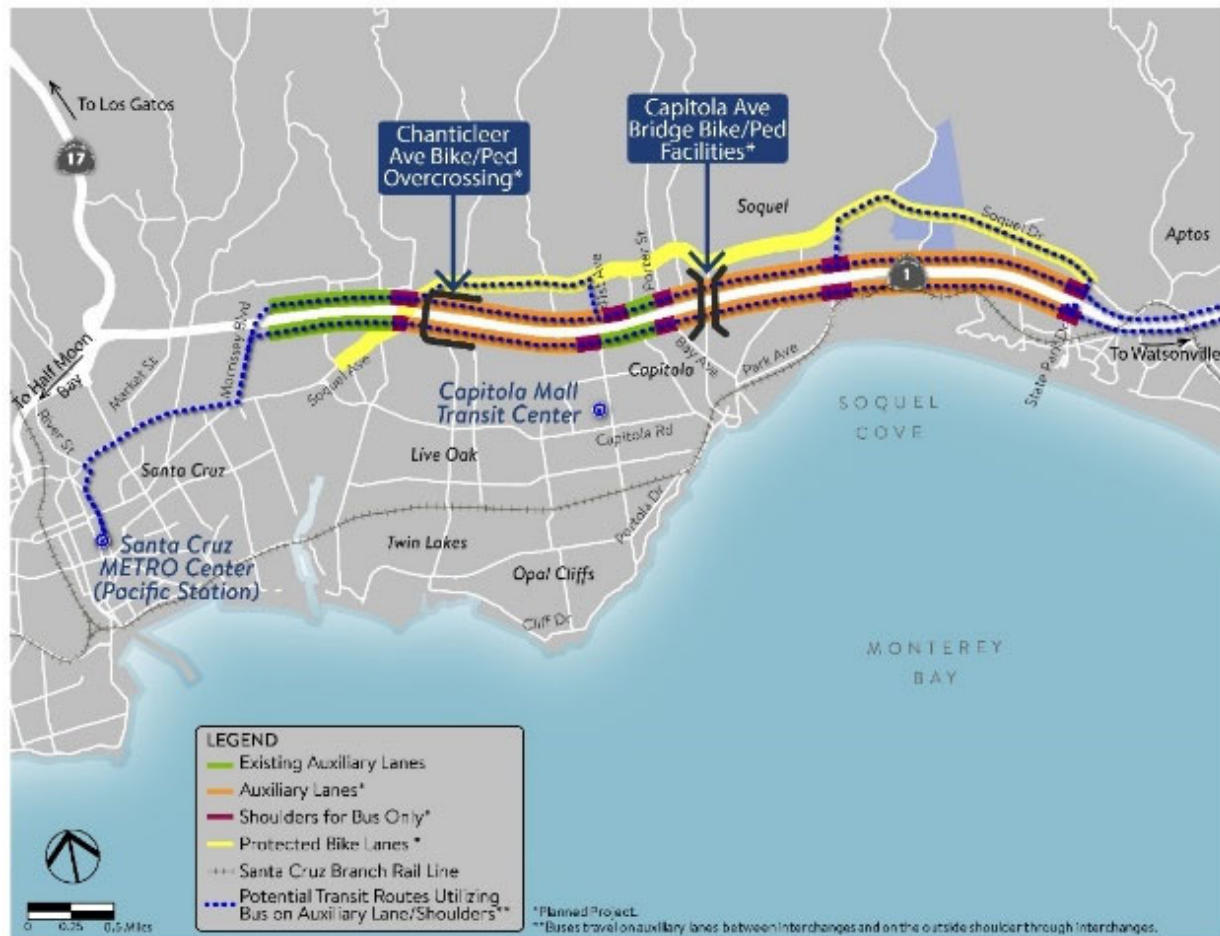 To Los Gatos
17
Chanticleer
Ave Bike/Ped
Overcrossing*
Capitola Ave
Bridge Bike/Ped
Facilities*
Soquel
Soquel Dr
Aptos
Porter St
1
Morrissey Blvd
To Half Moon
Bay
Market St
River St
Soquel Ave
Bay Ave
Capitola
Park Ave
State Park Dr
To Watsonville
Capitola Mall
Transit Center
Capitola Rd
SOQUEL
COVE
Santa Cruz
Live Oak
Portola Dr
Santa Cruz
METRO Center
(Pacific Station)
Twin Lakes
Opal Cliffs
Cliff Dr
MONTEREY
BAY
LEGEND
Existing Auxiliary Lanes
Auxiliary Lanes*
Shoulders for Bus Only*
Protected Bike Lanes *
Santa Cruz Branch Rail Line
Potential Transit Routes Utilizing
Bus on Auxiliary Lane/Shoulders**
0 0.25 0.5 Miles
*Planned Project.
**Buses travel on auxiliary lanes between interchanges and on the outside shoulder through interchanges.